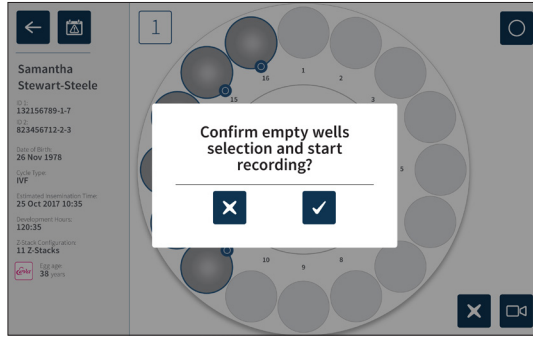 Samantha
Stewart-Steele
ID 1:
132156789-1-7
ID 2:
823456712-2-3
Date of Birth:
26 Nov 1978
Cycle Type:
IVF
Estimated Insemination Time:
25 Oct 2017 10:35
Development Hours:
120:35
Z-Stack Configuration:
11 Z-Stacks
Egg age:
38 years
1
16
1
2
15
3
5
10
9
8
Confirm empty wells
selection and start
recording?